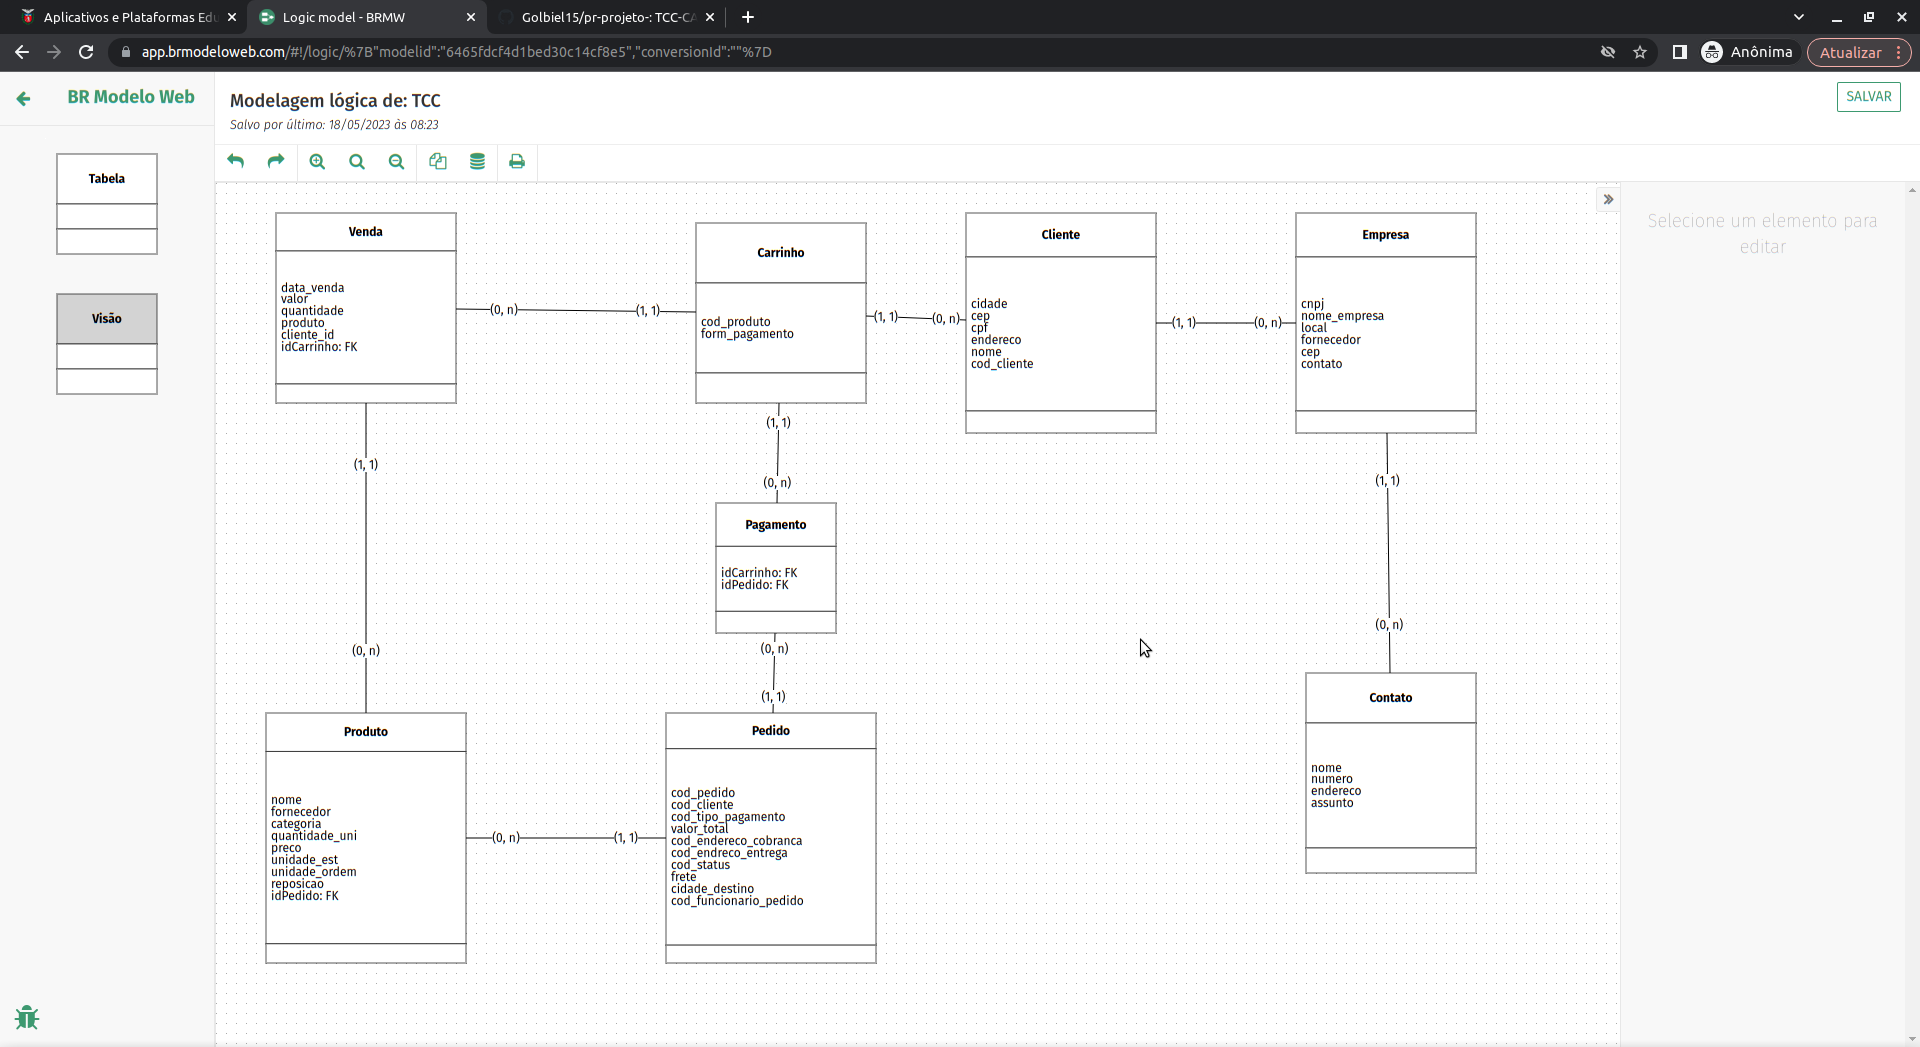 Aplicativos e Plataformas Edu
Logic model - BRMW
Golbiel15/pr-projeto-: TCC-CA
app.brmodeloweb.com/#!/logic/%7B"modelid":"6465fdcf4d1bed30c14cf8e5","conversionId":""%7D
Anônima
Atualizar
BR Modelo Web
Modelagem lógica de: TCC
Salvo por último: 18/05/2023 às 08:23
SALVAR
Tabela
Visão
Selecione um elemento para
editar
Venda
data_venda
valor
quantidade
produto
cliente_id
idCarrinho: FK
(0, n)
(1, 1)
Carrinho
cod_produto
form_pagamento
(1, 1)
(0, n)
Cliente
cidade
cep
cpf
endereco
nome
cod_cliente
(1, 1)
(0, n)
Empresa
cnpj
nome_empresa
local
fornecedor
cep
contato
(1, 1)
(0, n)
(1, 1)
(0, n)
Pagamento
idCarrinho: FK
idPedido: FK
(0, n)
(1, 1)
(1, 1)
(0, n)
Produto
nome
fornecedor
categoria
quantidade_uni
preco
unidade_est
unidade_ordem
reposicao
idPedido: FK
(0, n)
(1, 1)
Pedido
cod_pedido
cod_cliente
cod_tipo_pagamento
valor_total
cod_endereco_cobranca
cod_endreco_entrega
cod_status
frete
cidade_destino
cod_funcionario_pedido
Contato
nome
numero
endereco
assunto